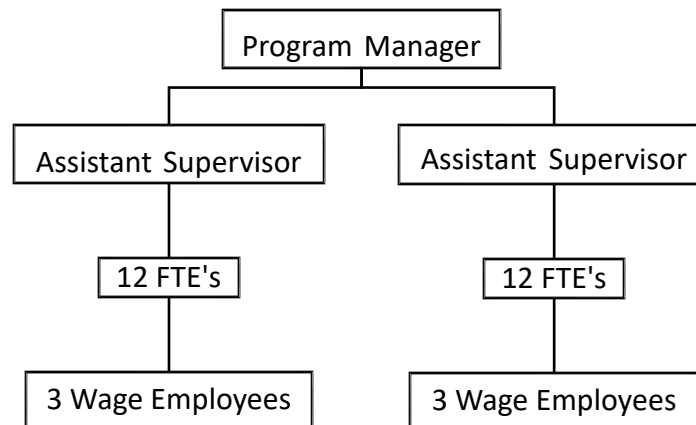 Program Manager
Assistant Supervisor
Assistant Supervisor
12 FTE's
12 FTE's
3 Wage Employees
3 Wage Employees